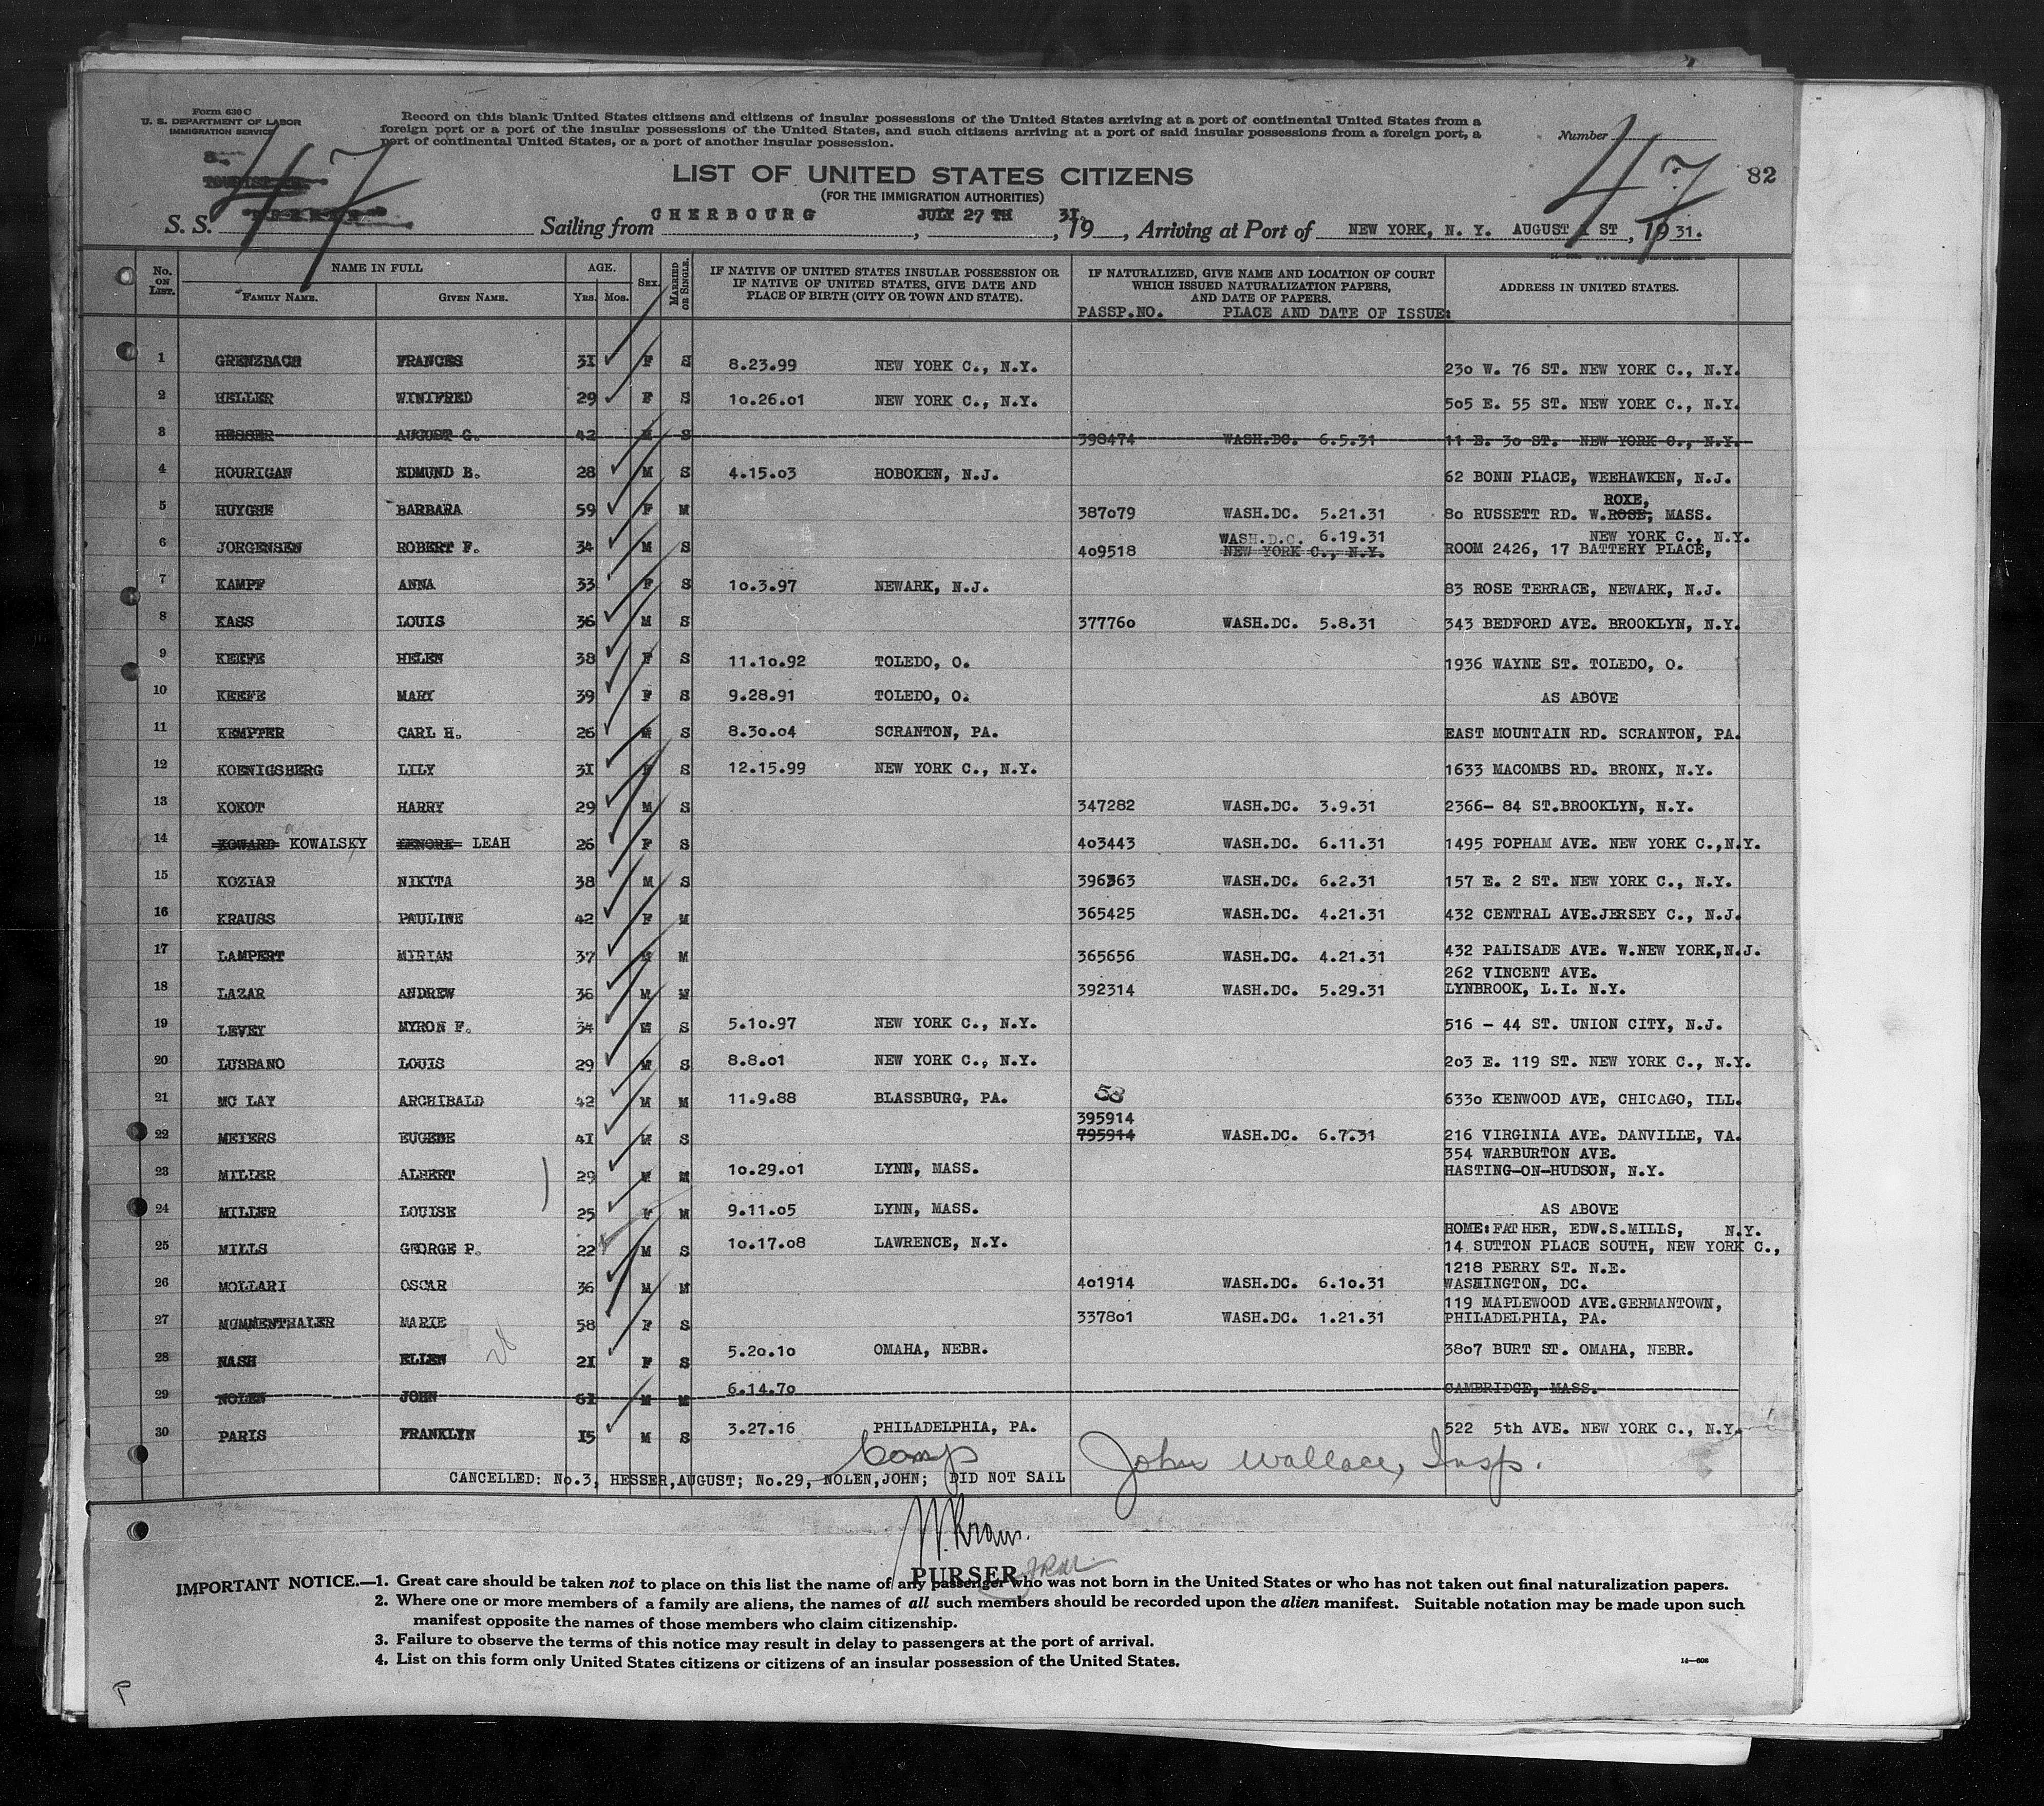 Form 630 C
U. S. DEPARTMENT OF LABOR
IMMIGRATION SERVICE
Record on this blank United States citizens and citizens of insular possessions of the United States arriving at a port of continental United States from a
foreign port or a port of the insular possessions of the United States, and such citizens arriving at a port of said insular possessions from a foreign port, a
port of continental United States, or a port of another insular possession.
Number
47 47 82
LIST OF UNITED STATES CITIZENS
(FOR THE IMMIGRATION AUTHORITIES)
S. S. Sailing from CHERBOURG, JULY 27 TH, 19 31., Arriving at Port of NEW YORK, N. Y. AUGUST 1 ST, 19 31.
No. ON LIST. NAME IN FULL FAMILY NAME. GIVEN NAME. AGE. YRS. MOS. SEX. MARRIED OR SINGLE. IF NATIVE OF UNITED STATES INSULAR POSSESSION OR IF NATIVE OF UNITED STATES, GIVE DATE AND PLACE OF BIRTH (CITY OR TOWN AND STATE). IF NATURALIZED, GIVE NAME AND LOCATION OF COURT WHICH ISSUED NATURALIZATION PAPERS, AND DATE OF PAPERS. ADDRESS IN UNITED STATES.
PASSP.NO. PLACE AND DATE OF ISSUE:
1 GRENZBACH FRANCES 31 F S 8.23.99 NEW YORK C., N.Y. 230 W. 76 ST. NEW YORK C., N.Y.
2 HELLER WINIFRED 29 F S 10.26.01 NEW YORK C., N.Y. 505 E. 55 ST. NEW YORK C., N.Y.
3 HESSER AUGUST G. 42 M S 398474 WASH.DC. 6.5.31 11 E. 30 ST. NEW YORK C., N.Y.
4 HOURIGAN EDMUND B. 28 M S 4.15.03 HOBOKEN, N.J. 62 BONN PLACE, WEEHAWKEN, N.J.
ROXE,
5 HUYGHE BARBARA 59 F M 387079 WASH.DC. 5.21.31 80 RUSSETT RD. W.ROSE, MASS.
WASH.D.C. 6.19.31 NEW YORK C., N.Y.
6 JORGENSEN ROBERT F. 34 M S 409518 NEW YORK C., N.Y. ROOM 2426, 17 BATTERY PLACE,
7 KAMPF ANNA 33 F S 10.3.97 NEWARK, N.J. 83 ROSE TERRACE, NEWARK, N.J.
8 KASS LOUIS 36 M S 377760 WASH.DC. 5.8.31 343 BEDFORD AVE. BROOKLYN, N.Y.
9 KEEFE HELEN 38 F S 11.10.92 TOLEDO, O. 1936 WAYNE ST. TOLEDO, O.
10 KEEFE MARY 39 F S 9.28.91 TOLEDO, O. AS ABOVE
11 KEMPTER CARL H. 26 M S 8.30.04 SCRANTON, PA. EAST MOUNTAIN RD. SCRANTON, PA.
12 KOENIGSBERG LILY 31 F S 12.15.99 NEW YORK C., N.Y. 1633 MACOMBS RD. BRONX, N.Y.
13 KOKOT HARRY 29 M S 347282 WASH.DC. 3.9.31 2366- 84 ST.BROOKLYN, N.Y.
14 KOWARD KOWALSKY LENORE LEAH 26 F S 403443 WASH.DC. 6.11.31 1495 POPHAM AVE. NEW YORK C.,N.Y.
15 KOZIAR NIKITA 38 M S 396363 WASH.DC. 6.2.31 157 E. 2 ST. NEW YORK C., N.Y.
16 KRAUSS PAULINE 42 F M 365425 WASH.DC. 4.21.31 432 CENTRAL AVE.JERSEY C., N.J.
17 LAMPERT MIRIAM 37 M 365656 WASH.DC. 4.21.31 432 PALISADE AVE. W.NEW YORK,N.J.
262 VINCENT AVE.
18 LAZAR ANDREW 36 M M 392314 WASH.DC. 5.29.31 LYNBROOK, L.I. N.Y.
19 LEVEY MYRON F. 34 M S 5.10.97 NEW YORK C., N.Y. 516 - 44 ST. UNION CITY, N.J.
20 LUBRANO LOUIS 29 M S 8.8.01 NEW YORK C., N.Y. 203 E. 119 ST. NEW YORK C., N.Y.
21 MC LAY ARCHIBALD 42 M M 11.9.88 BLASSBURG, PA. 58 6330 KENWOOD AVE, CHICAGO, ILL.
395914
22 MEIERS EUGENE 41 M S 795914 WASH.DC. 6.7.31 216 VIRGINIA AVE. DANVILLE, VA.
354 WARBURTON AVE.
23 MILLER ALBERT 29 M M 10.29.01 LYNN, MASS. HASTING-ON-HUDSON, N.Y.
24 MILLER LOUISE 25 F M 9.11.05 LYNN, MASS. AS ABOVE
HOME:FATHER, EDW.S.MILLS, N.Y.
25 MILLS GEORGE P. 22 M S 10.17.08 LAWRENCE, N.Y. 14 SUTTON PLACE SOUTH, NEW YORK C.,
1218 PERRY ST. N.E.
26 MOLLARI OSCAR 36 M M 401914 WASH.DC. 6.10.31 WASHINGTON, DC.
119 MAPLEWOOD AVE.GERMANTOWN,
27 MUMMENTHALER MARIE 58 F S 337801 WASH.DC. 1.21.31 PHILADELPHIA, PA.
28 NASH ELLEN 21 F S 5.20.10 OMAHA, NEBR. 3807 BURT ST. OMAHA, NEBR.
29 NOLEN JOHN 61 M M 6.14.70 CAMBRIDGE, MASS.
30 PARIS FRANKLYN 15 M S 3.27.16 PHILADELPHIA, PA. 522 5th AVE. NEW YORK C., N.Y.
Comp John Wallace, Insp.
CANCELLED: No.3, HESSER,AUGUST; No.29, NOLEN,JOHN; DID NOT SAIL
W. Kraus.
PURSER
IMPORTANT NOTICE.—1. Great care should be taken not to place on this list the name of any passenger who was not born in the United States or who has not taken out final naturalization papers.
2. Where one or more members of a family are aliens, the names of all such members should be recorded upon the alien manifest. Suitable notation may be made upon such
manifest opposite the names of those members who claim citizenship.
3. Failure to observe the terms of this notice may result in delay to passengers at the port of arrival.
4. List on this form only United States citizens or citizens of an insular possession of the United States.
14—608
P